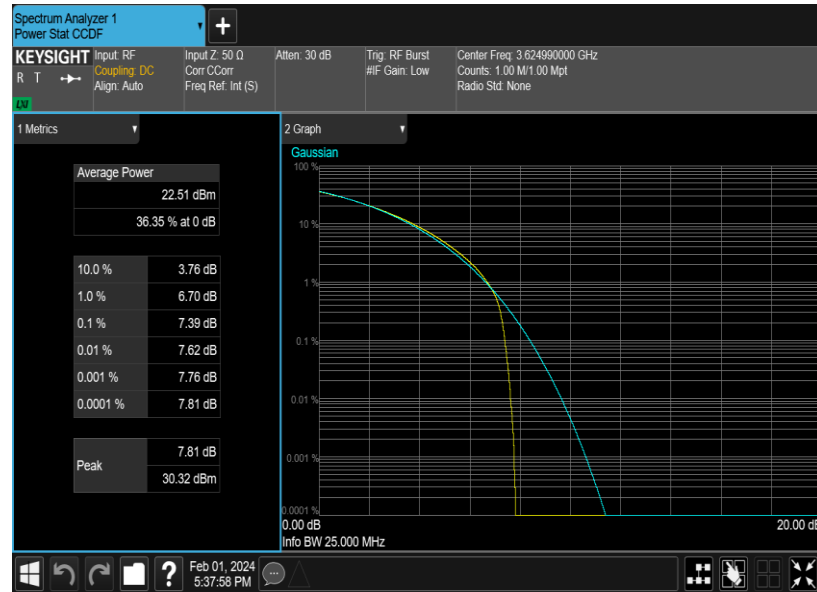 Spectrum Analyzer 1
Power Stat CCDF
+
KEYSIGHT
R T
LXI
Input: RF
Coupling: DC
Align: Auto
Input Z: 50 Ω
Corr CCorr
Freq Ref: Int (S)
Atten: 30 dB
Trig: RF Burst
#IF Gain: Low
Center Freq: 3.624990000 GHz
Counts: 1.00 M/1.00 Mpt
Radio Std: None
1 Metrics
Average Power
22.51 dBm
36.35 % at 0 dB
10.0 % 3.76 dB
1.0 % 6.70 dB
0.1 % 7.39 dB
0.01 % 7.62 dB
0.001 % 7.76 dB
0.0001 % 7.81 dB
Peak
7.81 dB
30.32 dBm
2 Graph
Gaussian
100 %
10 %
1 %
0.1 %
0.01 %
0.001 %
0.0001 %
0.00 dB
20.00 dB
Info BW 25.000 MHz
?
Feb 01, 2024
5:37:58 PM